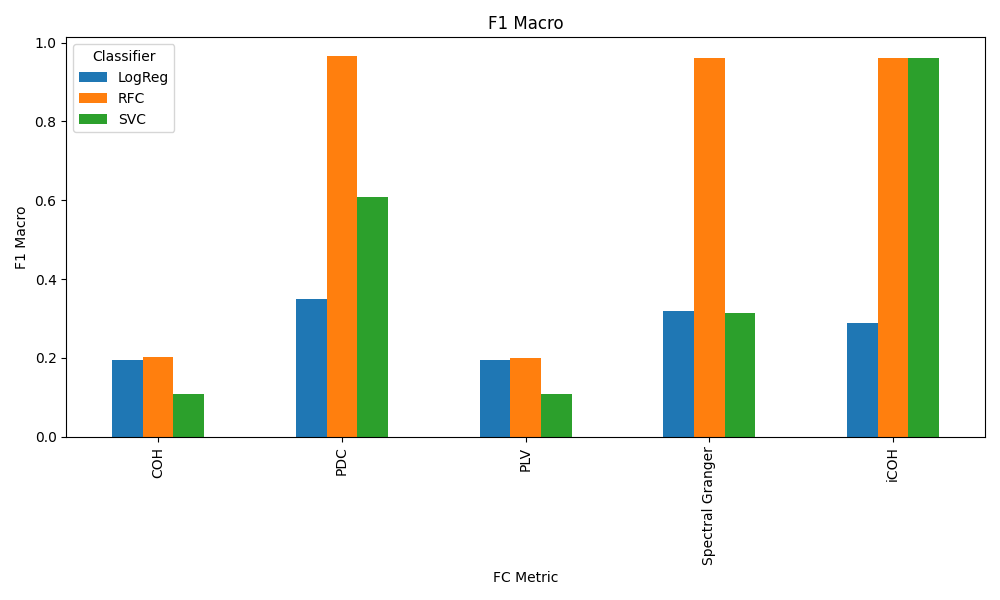 F1 Macro
Classifier
LogReg
RFC
SVC
F1 Macro
1.0
0.8
0.6
0.4
0.2
0.0
COH
PDC
PLV
Spectral Granger
iCOH
FC Metric